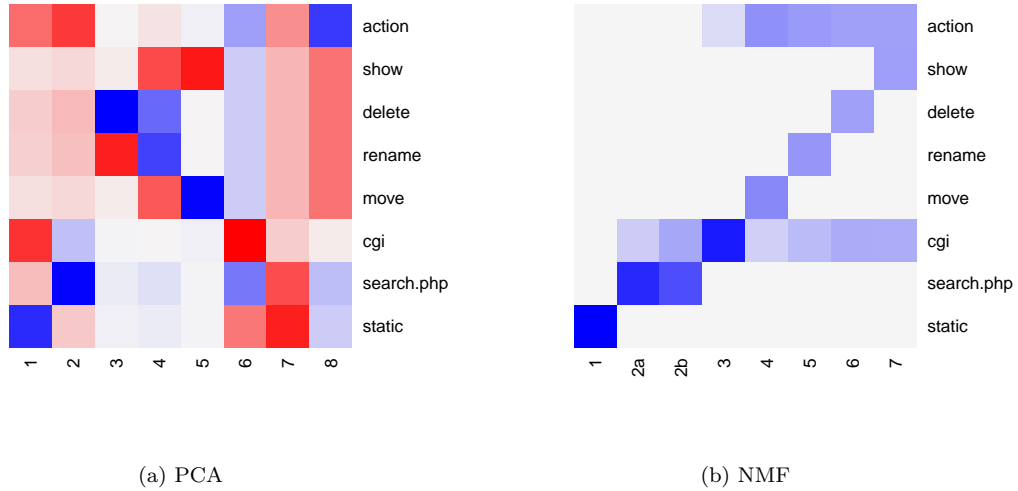 action
show
delete
rename
move
cgi
search.php
static
1 2 3 4 5 6 7 8
(a) PCA
action
show
delete
rename
move
cgi
search.php
static
1 2a 2b 3 4 5 6 7
(b) NMF